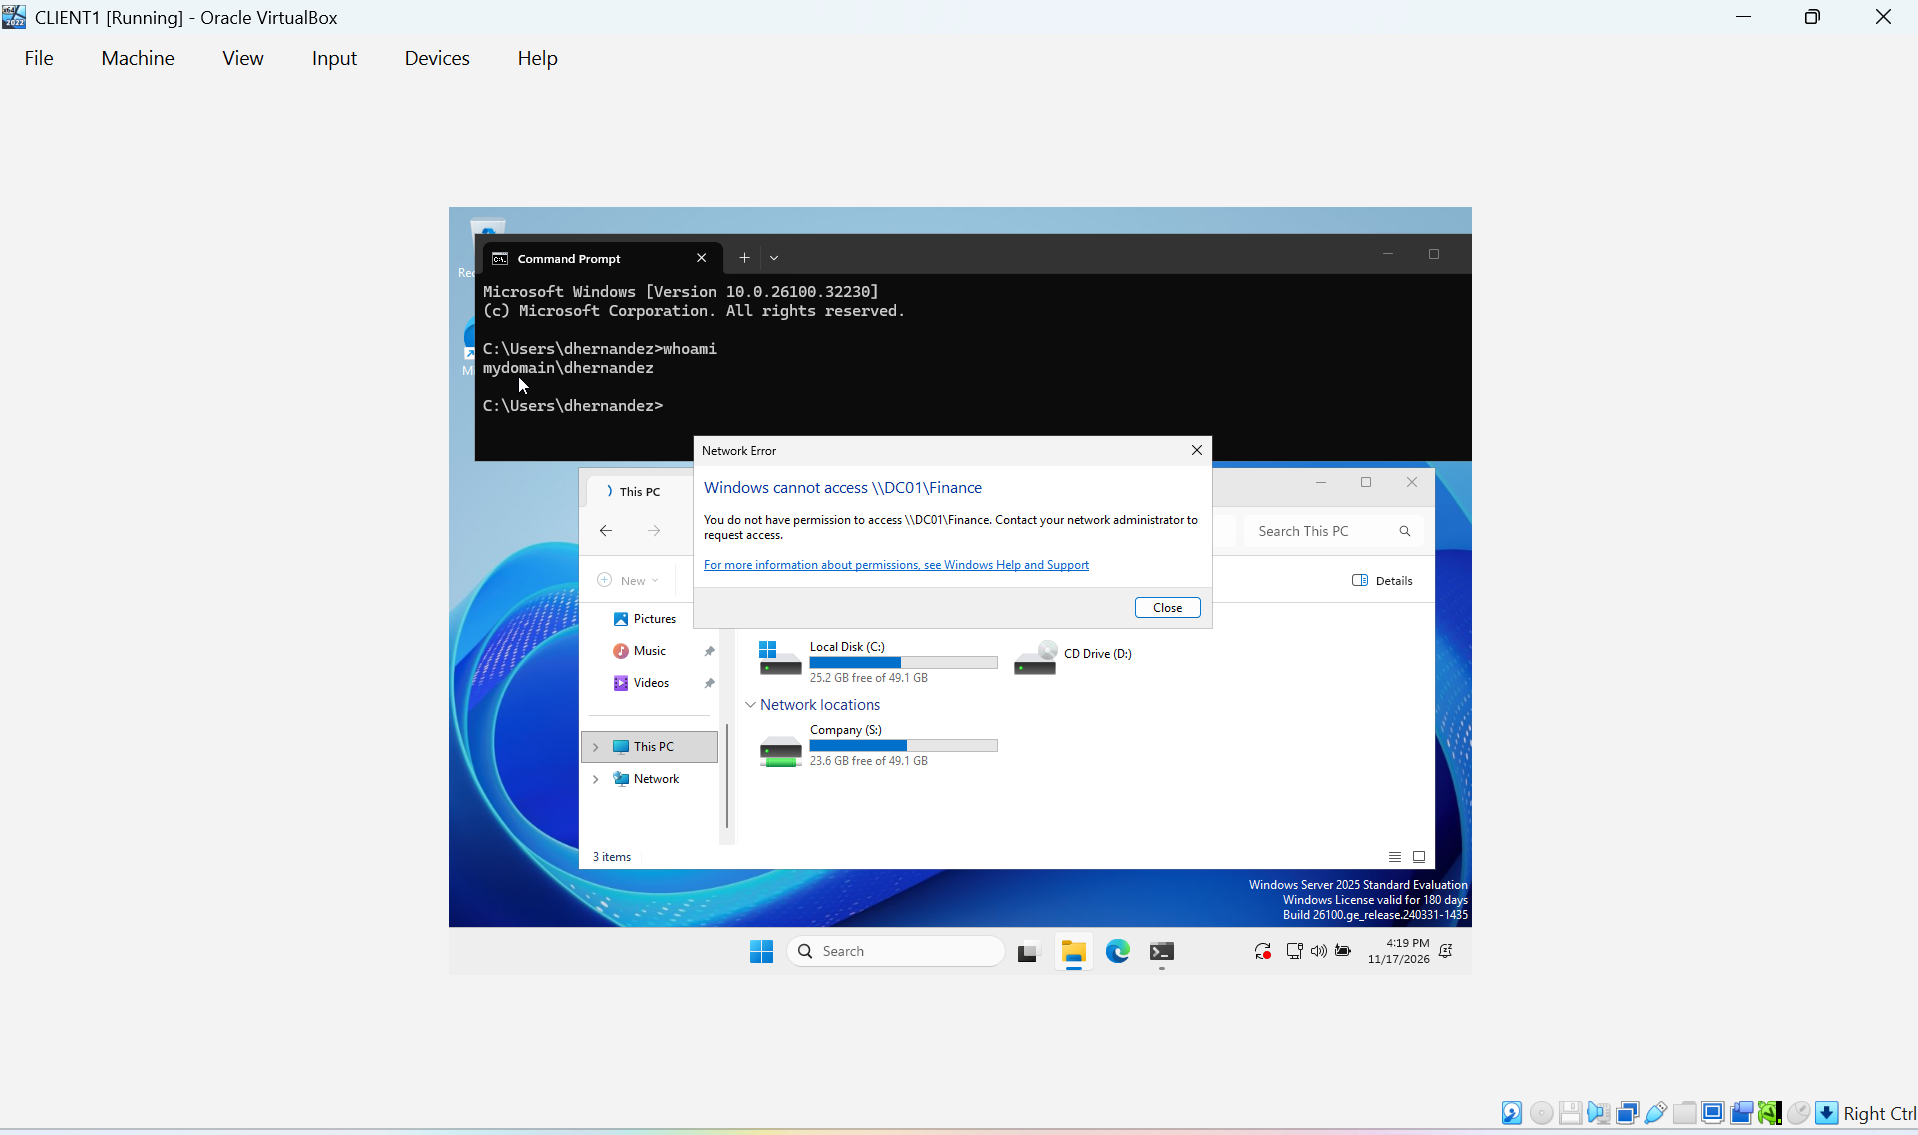 CLIENT1 [Running] - Oracle VirtualBox
File Machine View Input Devices Help
Command Prompt
Microsoft Windows [Version 10.0.26100.32230]
(c) Microsoft Corporation. All rights reserved.
C:\Users\dhernandez>whoami
mydomain\dhernandez
C:\Users\dhernandez>
Network Error
Windows cannot access \\DC01\Finance
You do not have permission to access \\DC01\Finance. Contact your network administrator to
request access.
For more information about permissions, see Windows Help and Support
Close
This PC
Search This PC
New
Details
Pictures
Music
Videos
This PC
Network
Local Disk (C:)
25.2 GB free of 49.1 GB
CD Drive (D:)
Network locations
Company (S:)
23.6 GB free of 49.1 GB
3 items
Windows Server 2025 Standard Evaluation
Windows License valid for 180 days
Build 26100.ge_release.240331-1435
Search
4:19 PM
11/17/2026
Right Ctrl